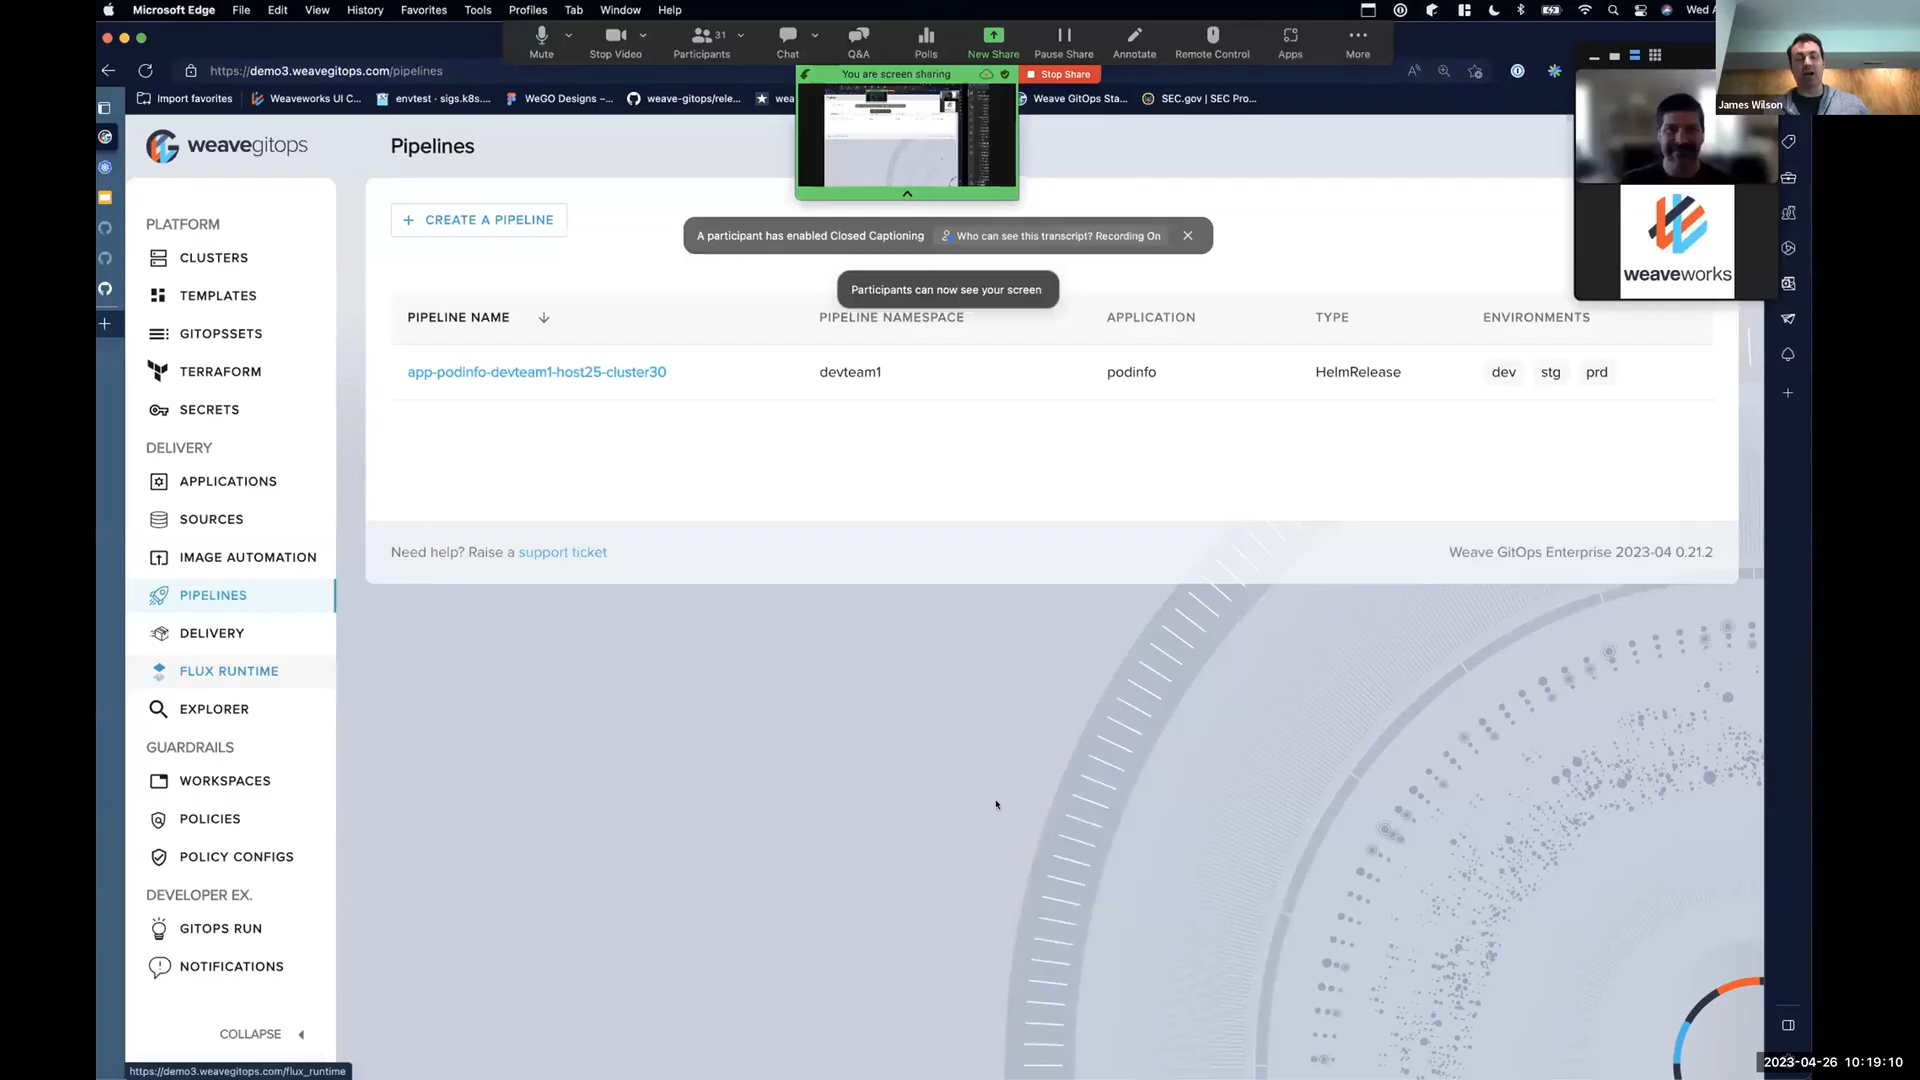 Microsoft Edge File Edit View History Favorites Tools Profiles Tab Window Help Wed A
Mute Stop Video Participants 31 Chat Q&A Polls New Share Pause Share Annotate Remote Control Apps More
You are screen sharing Stop Share
https://demo3.weavegitops.com/pipelines
James Wilson
Import favorites Weaveworks UI C... envtest - sigs.k8s.... WeGO Designs –... weave-gitops/rele... wea Weave GitOps Sta... SEC.gov | SEC Pro...
weavegitops
Pipelines
PLATFORM
CLUSTERS
TEMPLATES
GITOPSSETS
TERRAFORM
SECRETS
DELIVERY
APPLICATIONS
SOURCES
IMAGE AUTOMATION
PIPELINES
DELIVERY
FLUX RUNTIME
EXPLORER
GUARDRAILS
WORKSPACES
POLICIES
POLICY CONFIGS
DEVELOPER EX.
GITOPS RUN
NOTIFICATIONS
COLLAPSE
https://demo3.weavegitops.com/flux_runtime
+ CREATE A PIPELINE
A participant has enabled Closed Captioning Who can see this transcript? Recording On
Participants can now see your screen
weaveworks
PIPELINE NAME PIPELINE NAMESPACE APPLICATION TYPE ENVIRONMENTS
app-podinfo-devteam1-host25-cluster30 devteam1 podinfo HelmRelease dev stg prd
Need help? Raise a support ticket
Weave GitOps Enterprise 2023-04 0.21.2
2023-04-26 10:19:10